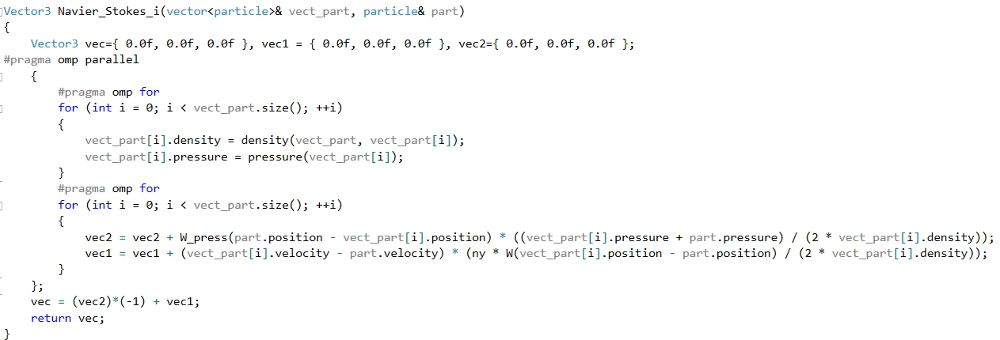 Vector3 Navier_Stokes_i(vector<particle>& vect_part, particle& part)
{
    Vector3 vec={ 0.0f, 0.0f, 0.0f }, vec1 = { 0.0f, 0.0f, 0.0f }, vec2={ 0.0f, 0.0f, 0.0f };
#pragma omp parallel
    {
        #pragma omp for
        for (int i = 0; i < vect_part.size(); ++i)
        {
            vect_part[i].density = density(vect_part, vect_part[i]);
            vect_part[i].pressure = pressure(vect_part[i]);
        }
        #pragma omp for
        for (int i = 0; i < vect_part.size(); ++i)
        {
            vec2 = vec2 + W_press(part.position - vect_part[i].position) * ((vect_part[i].pressure + part.pressure) / (2 * vect_part[i].density));
            vec1 = vec1 + (vect_part[i].velocity - part.velocity) * (ny * W(vect_part[i].position - part.position) / (2 * vect_part[i].density));
        }
    };
    vec = (vec2)*(-1) + vec1;
    return vec;
}